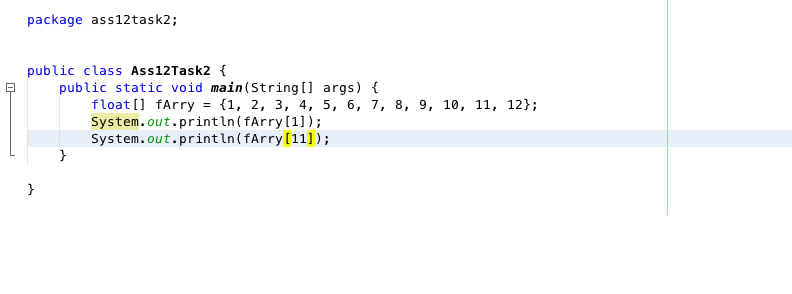 package ass12task2;
public class Ass12Task2 {
public static void main(String[] args) {
float[] fArry = {1, 2, 3, 4, 5, 6, 7, 8, 9, 10, 11, 12};
System.out.println(fArry[1]);
System.out.println(fArry[11]);
}
}